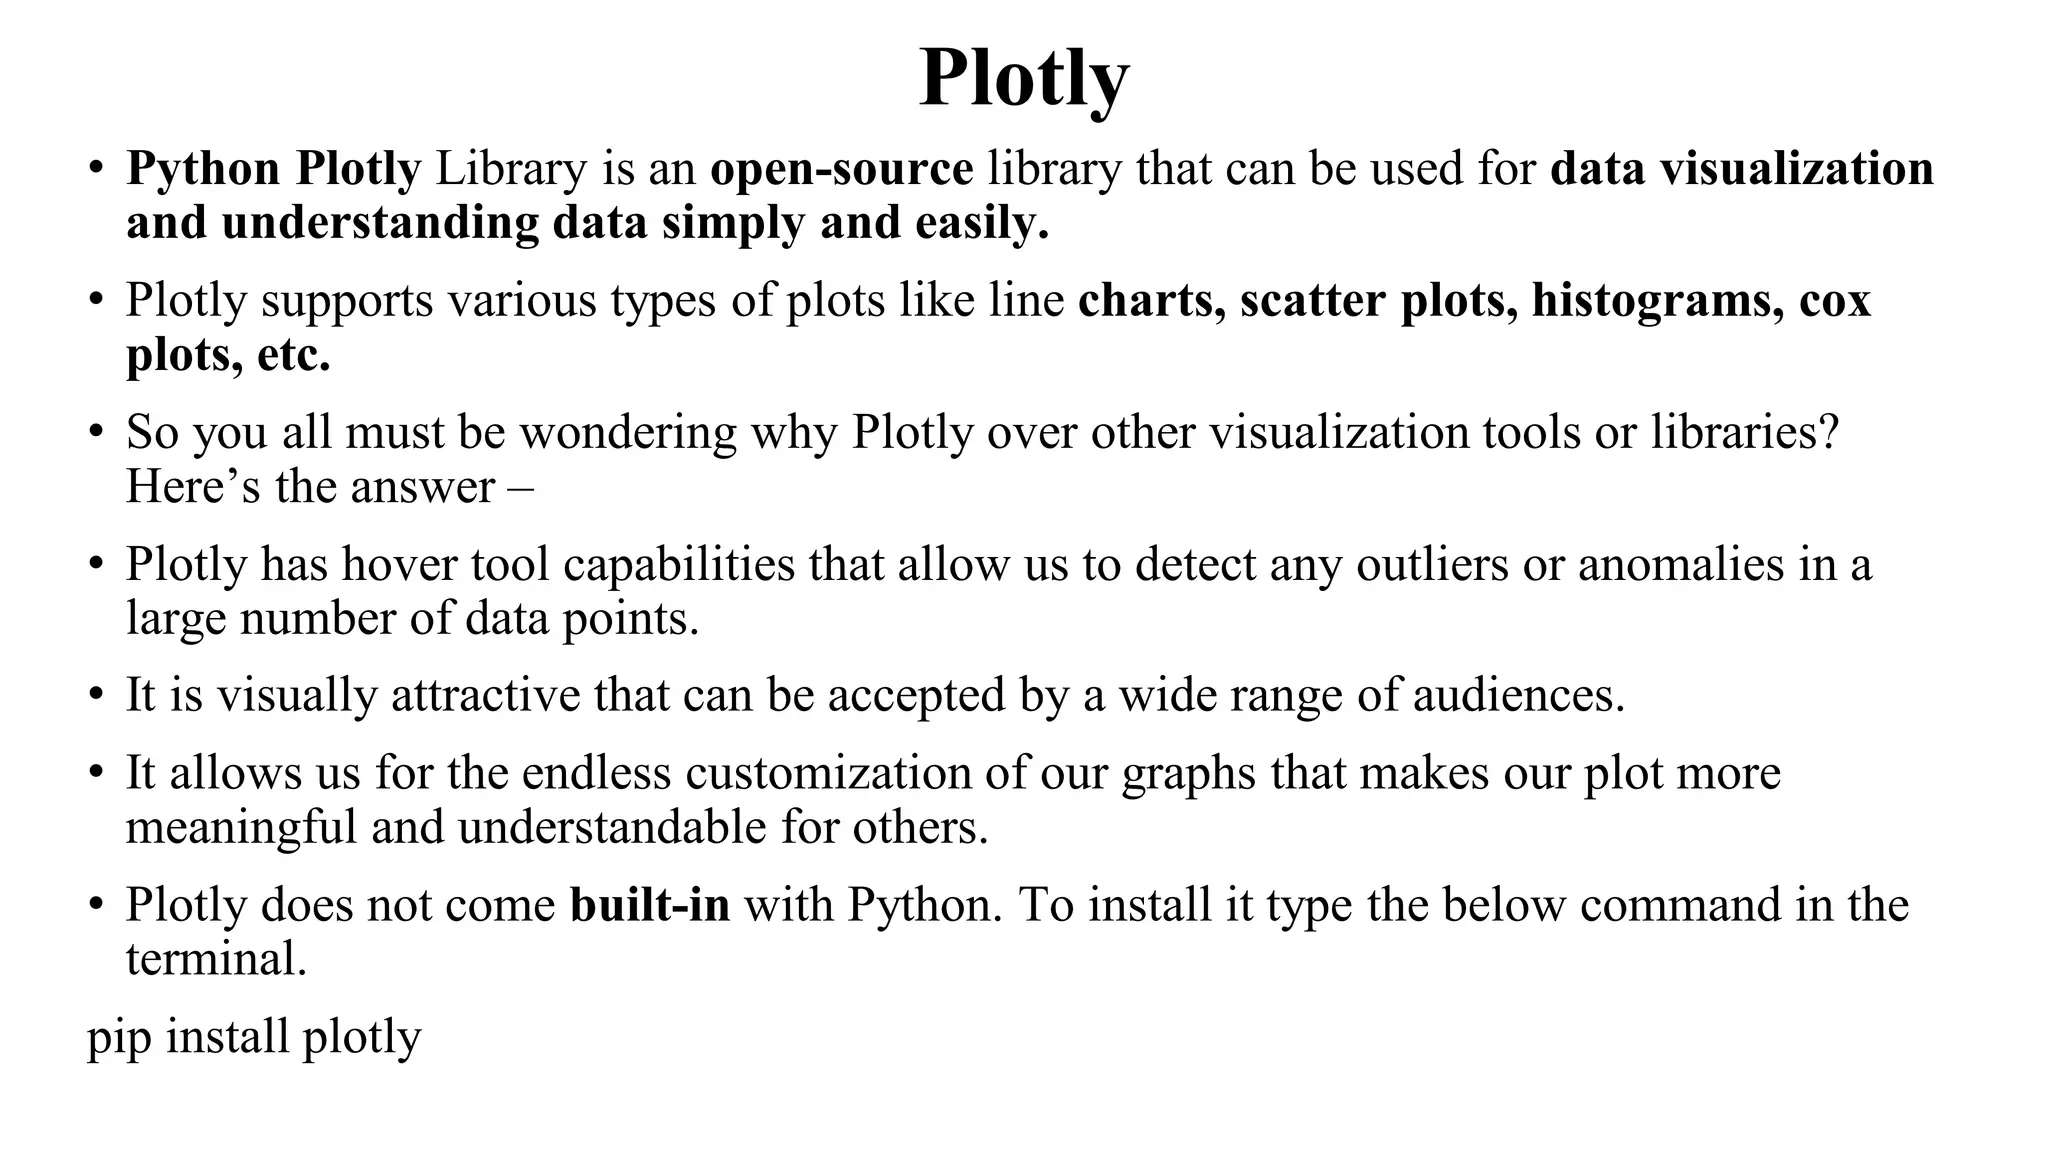 Plotly
• Python Plotly Library is an open-source library that can be used for data visualization
and understanding data simply and easily.
• Plotly supports various types of plots like line charts, scatter plots, histograms, cox
plots, etc.
• So you all must be wondering why Plotly over other visualization tools or libraries?
Here’s the answer –
• Plotly has hover tool capabilities that allow us to detect any outliers or anomalies in a
large number of data points.
• It is visually attractive that can be accepted by a wide range of audiences.
• It allows us for the endless customization of our graphs that makes our plot more
meaningful and understandable for others.
• Plotly does not come built-in with Python. To install it type the below command in the
terminal.
pip install plotly